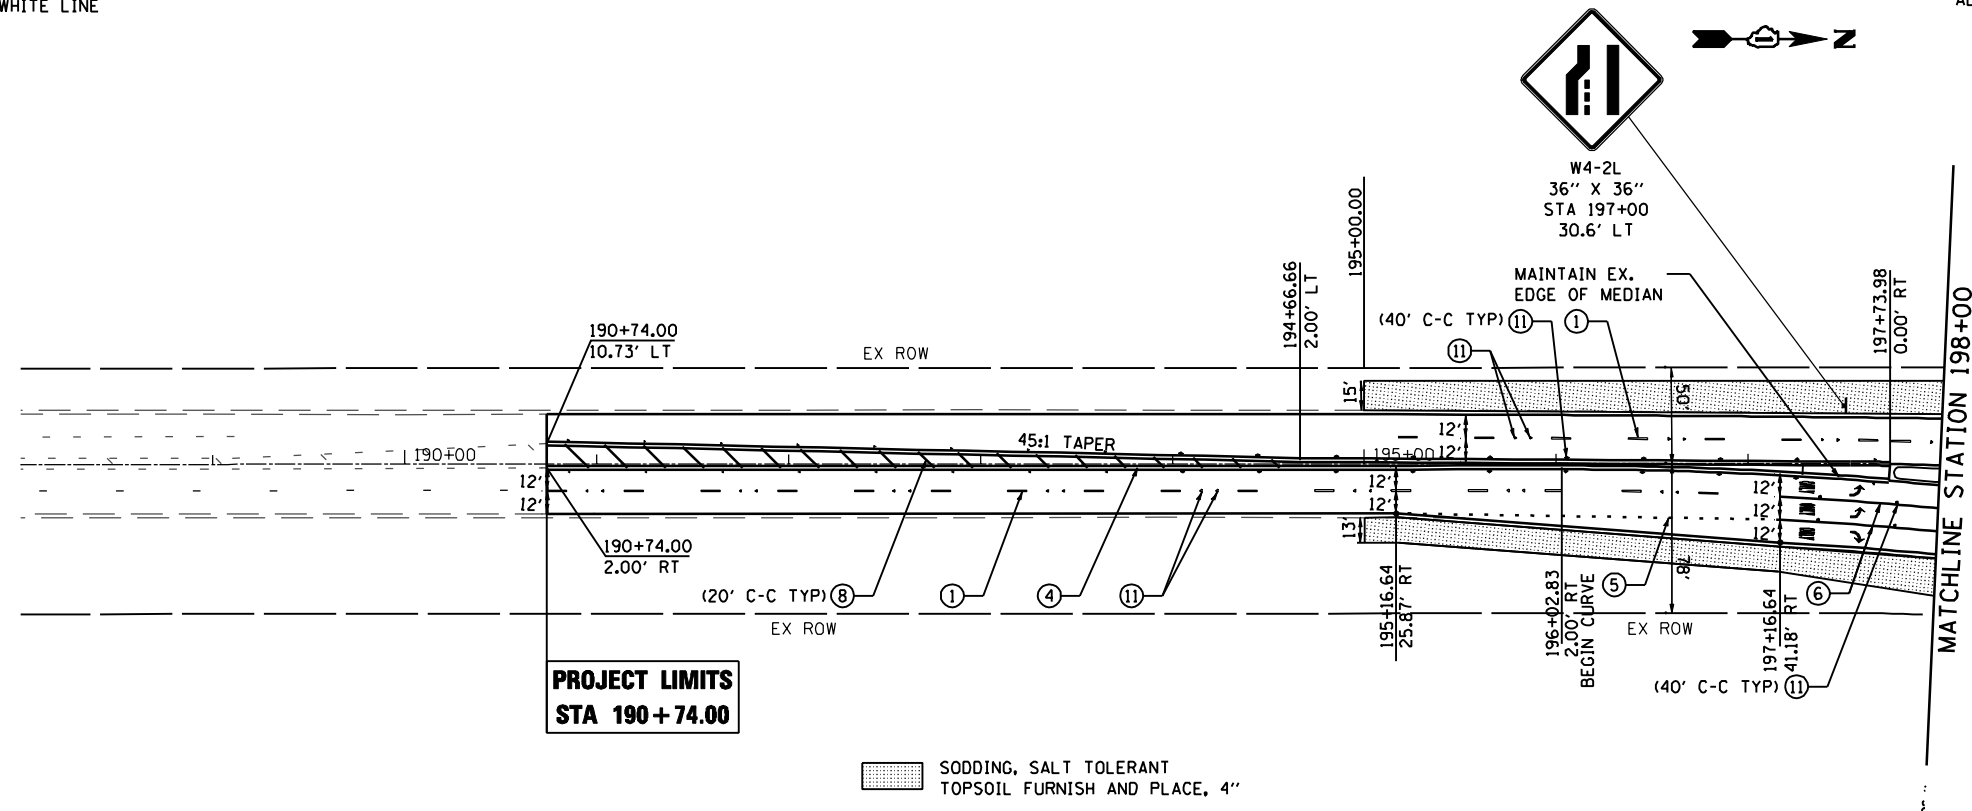 WHITE LINE
N
W4-2L
36'' X 36''
STA 197+00
30.6' LT
195+00.00
194+66.66
2.00' LT
MAINTAIN EX.
EDGE OF MEDIAN
197+73.98
0.00' RT
(40' C-C TYP) 11
1
11
190+74.00
10.73' LT
EX ROW
MATCHLINE STATION 198+00
15'
50'
45:1 TAPER
12'
12'
190+00
195+00
12'
12'
12'
12'
12'
12'
12'
13'
78'
190+74.00
2.00' RT
(20' C-C TYP) 8
1
4
11
195+16.64
25.87' RT
196+02.83
2.00' RT
BEGIN CURVE
5
6
197+16.64
41.18' RT
EX ROW
EX ROW
(40' C-C TYP) 11
PROJECT LIMITS
STA 190+74.00
SODDING, SALT TOLERANT
TOPSOIL FURNISH AND PLACE, 4''